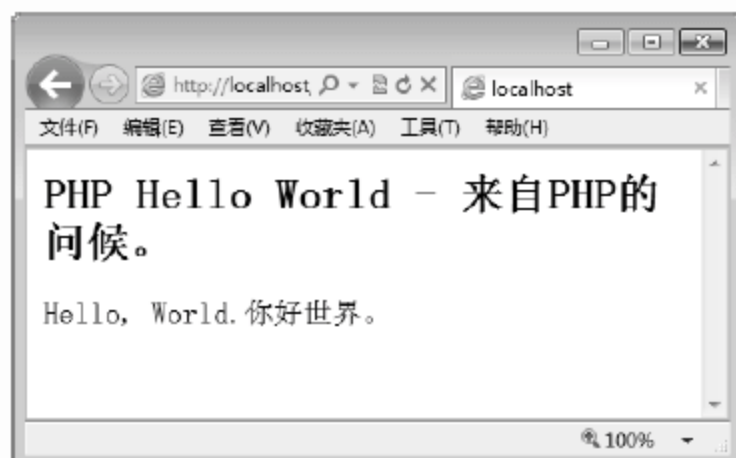 http://localhost
localhost
文件(F) 编辑(E) 查看(V) 收藏夹(A) 工具(T) 帮助(H)
PHP Hello World - 来自PHP的
问候。
Hello, World.你好世界。
100%